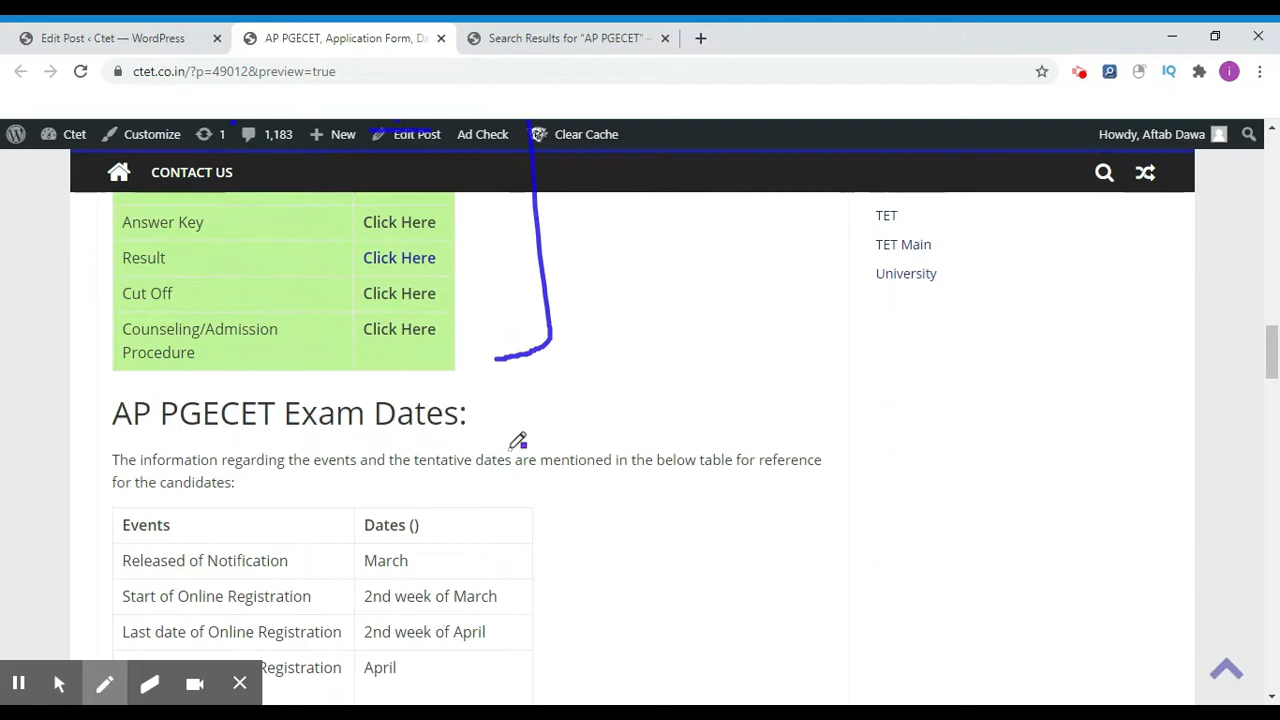 Edit Post ‹ Ctet — WordPress
AP PGECET, Application Form, Da
Search Results for “AP PGECET” –
ctet.co.in/?p=49012&preview=true
Ctet Customize 1 1,183 New Edit Post Ad Check Clear Cache Howdy, Aftab Dawa
CONTACT US
Answer Key Click Here
Result Click Here
Cut Off Click Here
Counseling/Admission Click Here
Procedure
TET
TET Main
University
AP PGECET Exam Dates:
The information regarding the events and the tentative dates are mentioned in the below table for reference
for the candidates:
Events Dates ()
Released of Notification March
Start of Online Registration 2nd week of March
Last date of Online Registration 2nd week of April
Registration April